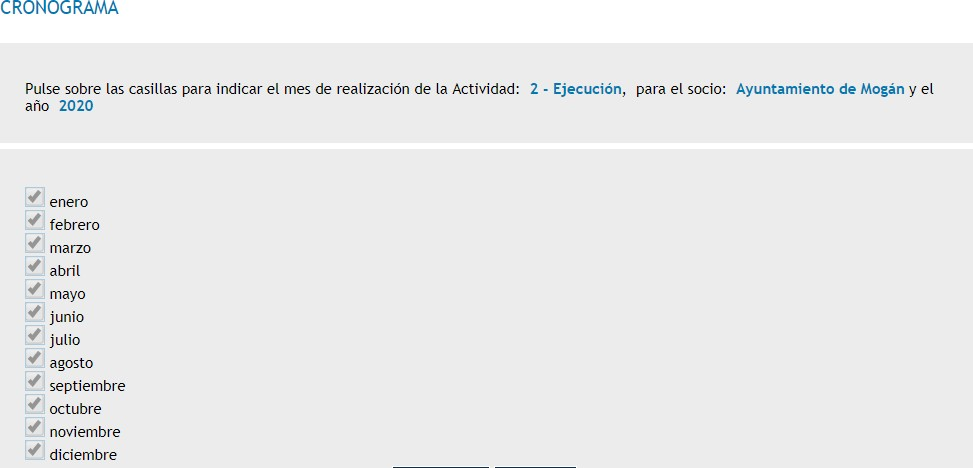 CRONOGRAMA
Pulse sobre las casillas para indicar el mes de realización de la Actividad: 2 - Ejecución, para el socio: Ayuntamiento de Mogán y el
año 2020
enero
febrero
marzo
abril
mayo
junio
julio
agosto
septiembre
octubre
noviembre
diciembre